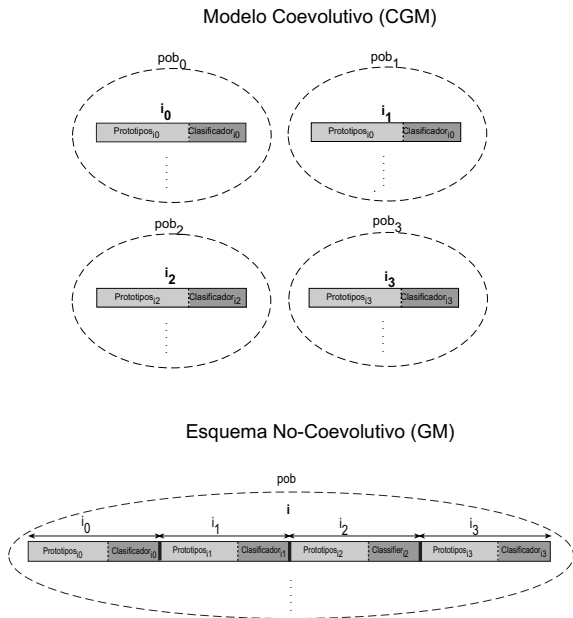 Modelo Coevolutivo (CGM)
pob0 pob1
i0 i1
Prototiposi0 Clasificadori0 Prototiposi0 Clasificadori0
pob2 pob3
i2 i3
Prototiposi2 Clasificadori2 Prototiposi3 Clasificadori3
Esquema No-Coevolutivo (GM)
pob
i
i0 i1 i2 i3
Prototiposi0 Clasificadori0 Prototiposi1 Clasificadori1 Prototiposi2 Classifieri2 Prototiposi3 Clasificadori3